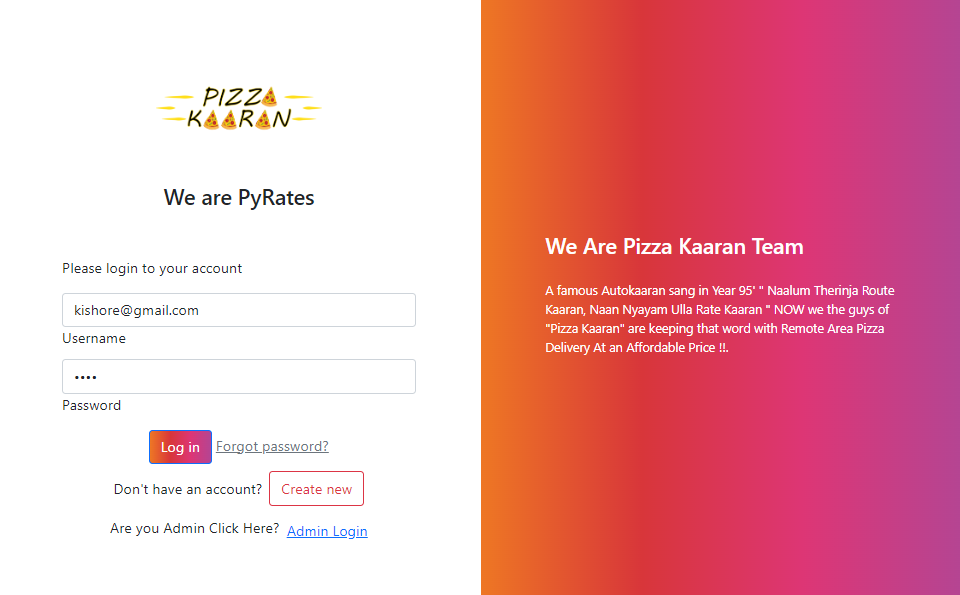 PIZZA
KAARAN
We are PyRates
Please login to your account
kishore@gmail.com
Username
••••
Password
Log in Forgot password?
Don't have an account? Create new
Are you Admin Click Here? Admin Login
We Are Pizza Kaaran Team
A famous Autokaaran sang in Year 95' " Naalum Therinja Route
Kaaran, Naan Nyayam Ulla Rate Kaaran " NOW we the guys of
"Pizza Kaaran" are keeping that word with Remote Area Pizza
Delivery At an Affordable Price !!.